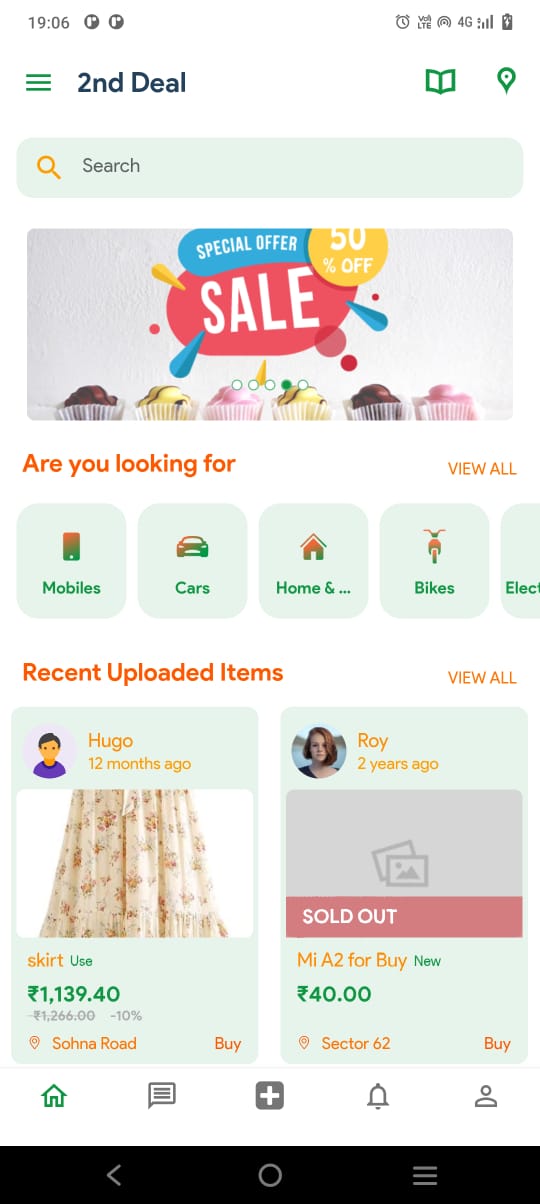 19:06
Vo) LTE 4G
2nd Deal
Search
SPECIAL OFFER
50
% OFF
SALE
Are you looking for
VIEW ALL
Mobiles
Cars
Home & ...
Bikes
Elect
Recent Uploaded Items
VIEW ALL
Hugo
12 months ago
Roy
2 years ago
SOLD OUT
skirt Use
₹1,139.40
₹1,266.00 -10%
Sohna Road
Buy
Mi A2 for Buy New
₹40.00
Sector 62
Buy